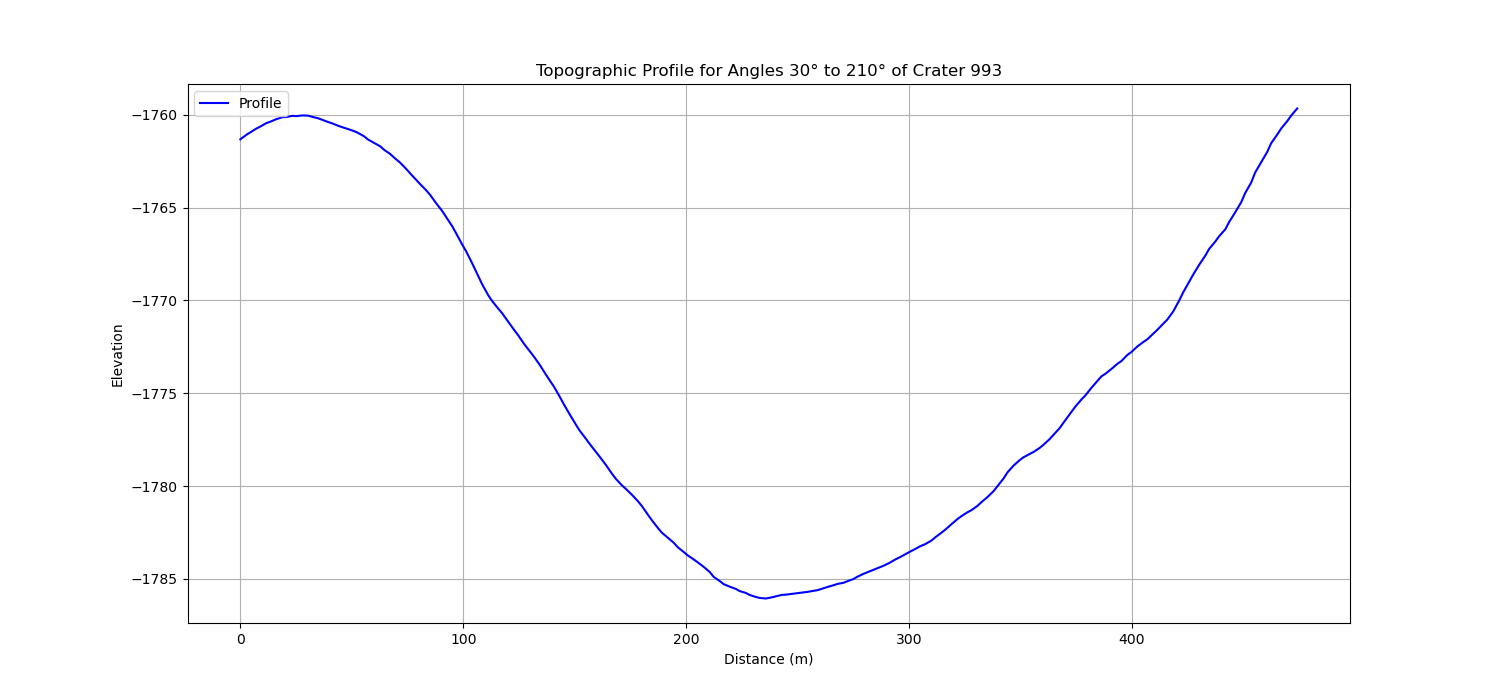 Topographic Profile for Angles 30° to 210° of Crater 993
Profile
−1760
−1765
−1770
−1775
−1780
−1785
Elevation
0
100
200
300
400
Distance (m)